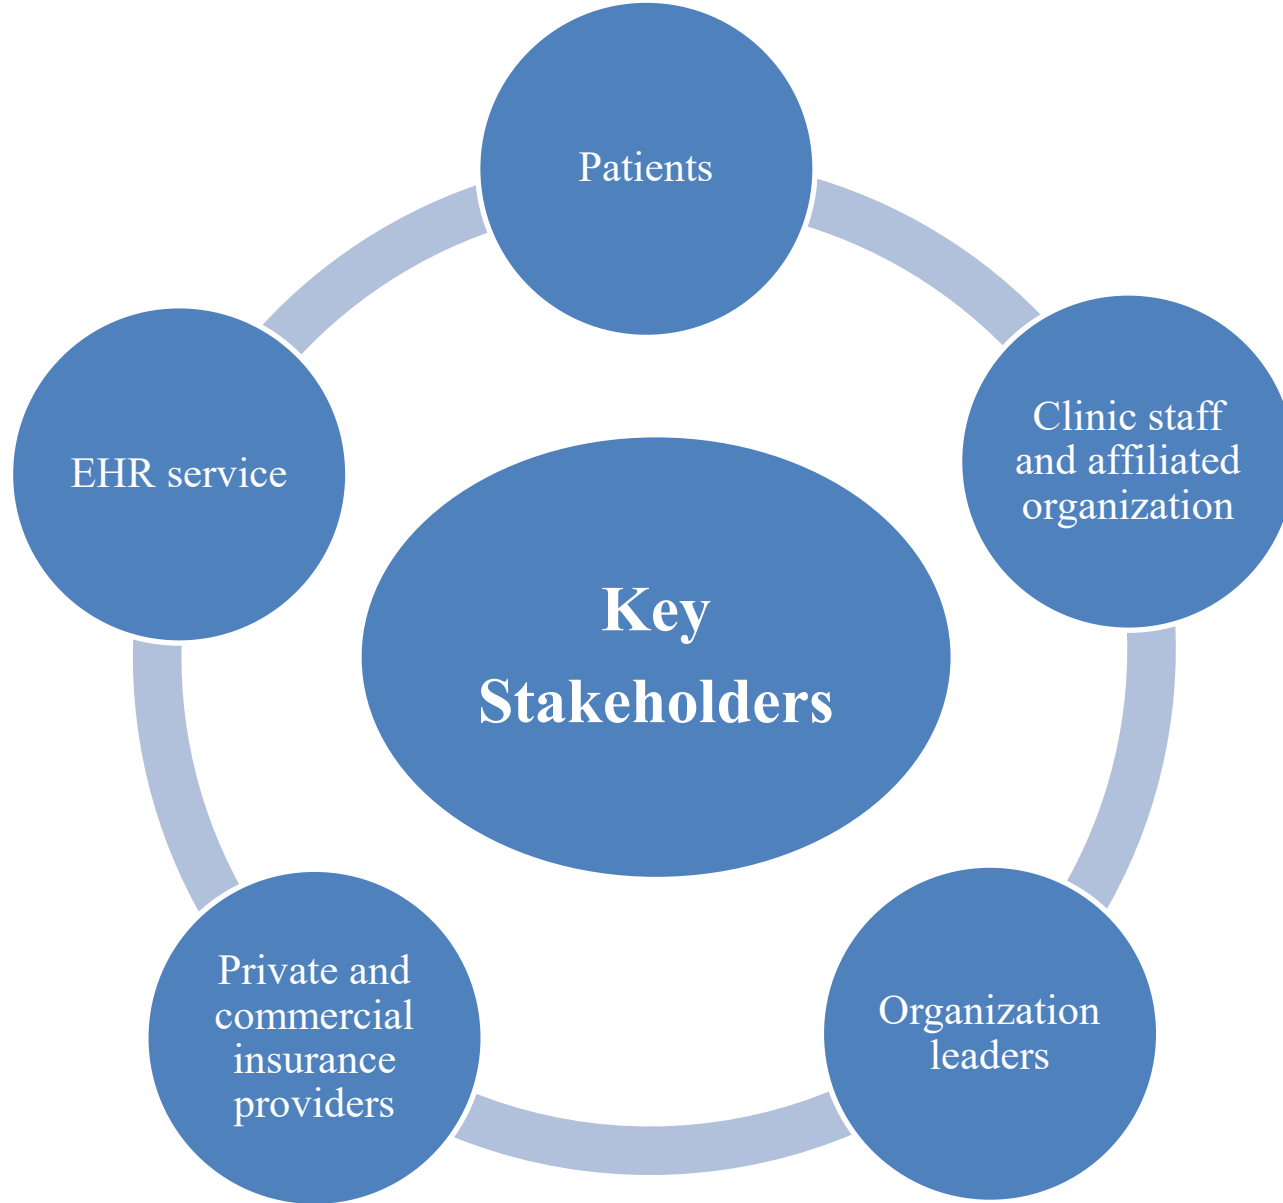 Patients
Clinic staff
and affiliated
organization
EHR service
Key
Stakeholders
Private and
commercial
insurance
providers
Organization
leaders